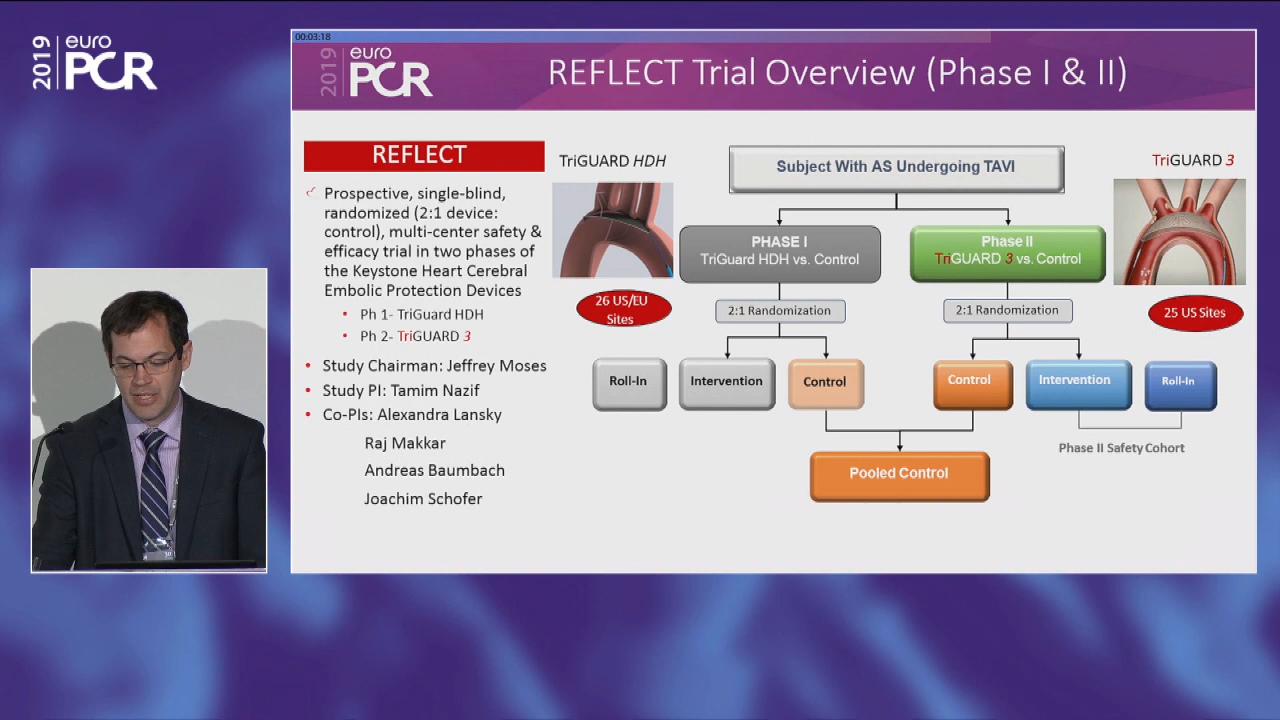 2019
euro
PCR
00:03:18
2019
euro
PCR
REFLECT Trial Overview (Phase I & II)
REFLECT
Prospective, single-blind,
randomized (2:1 device:
control), multi-center safety &
efficacy trial in two phases of
the Keystone Heart Cerebral
Embolic Protection Devices
• Ph 1- TriGuard HDH
• Ph 2- TriGUARD 3
• Study Chairman: Jeffrey Moses
• Study PI: Tamim Nazif
• Co-PIs: Alexandra Lansky
Raj Makkar
Andreas Baumbach
Joachim Schofer
TriGUARD HDH
26 US/EU
Sites
Subject With AS Undergoing TAVI
PHASE I
TriGuard HDH vs. Control
Phase II
TriGUARD 3 vs. Control
TriGUARD 3
25 US Sites
2:1 Randomization
2:1 Randomization
Roll-In
Intervention
Control
Control
Intervention
Roll-In
Phase II Safety Cohort
Pooled Control